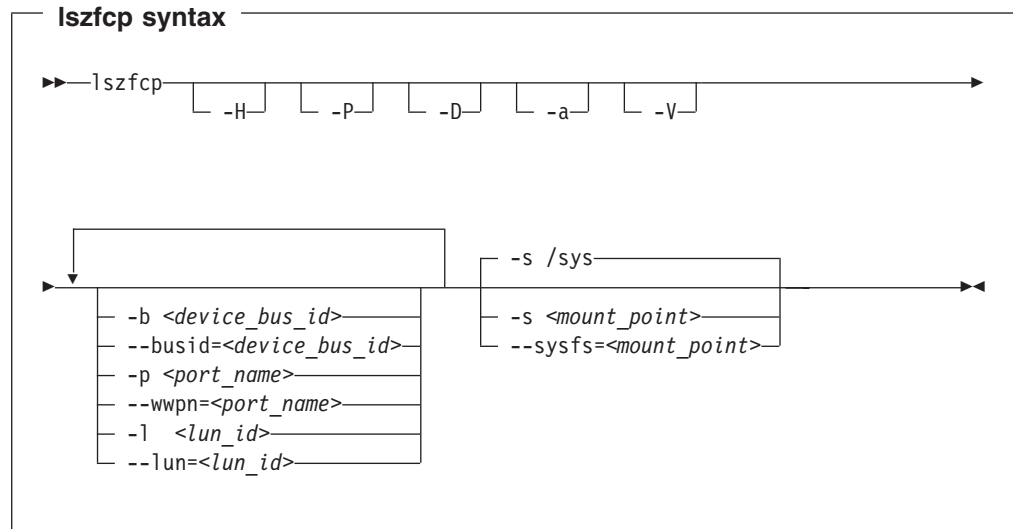 lszfcp syntax
lszfcp
-H -P -D -a -V
-s /sys
-b <device_bus_id> -s <mount_point>
--busid=<device_bus_id> --sysfs=<mount_point>
-p <port_name>
--wwpn=<port_name>
-l <lun_id>
--lun=<lun_id>